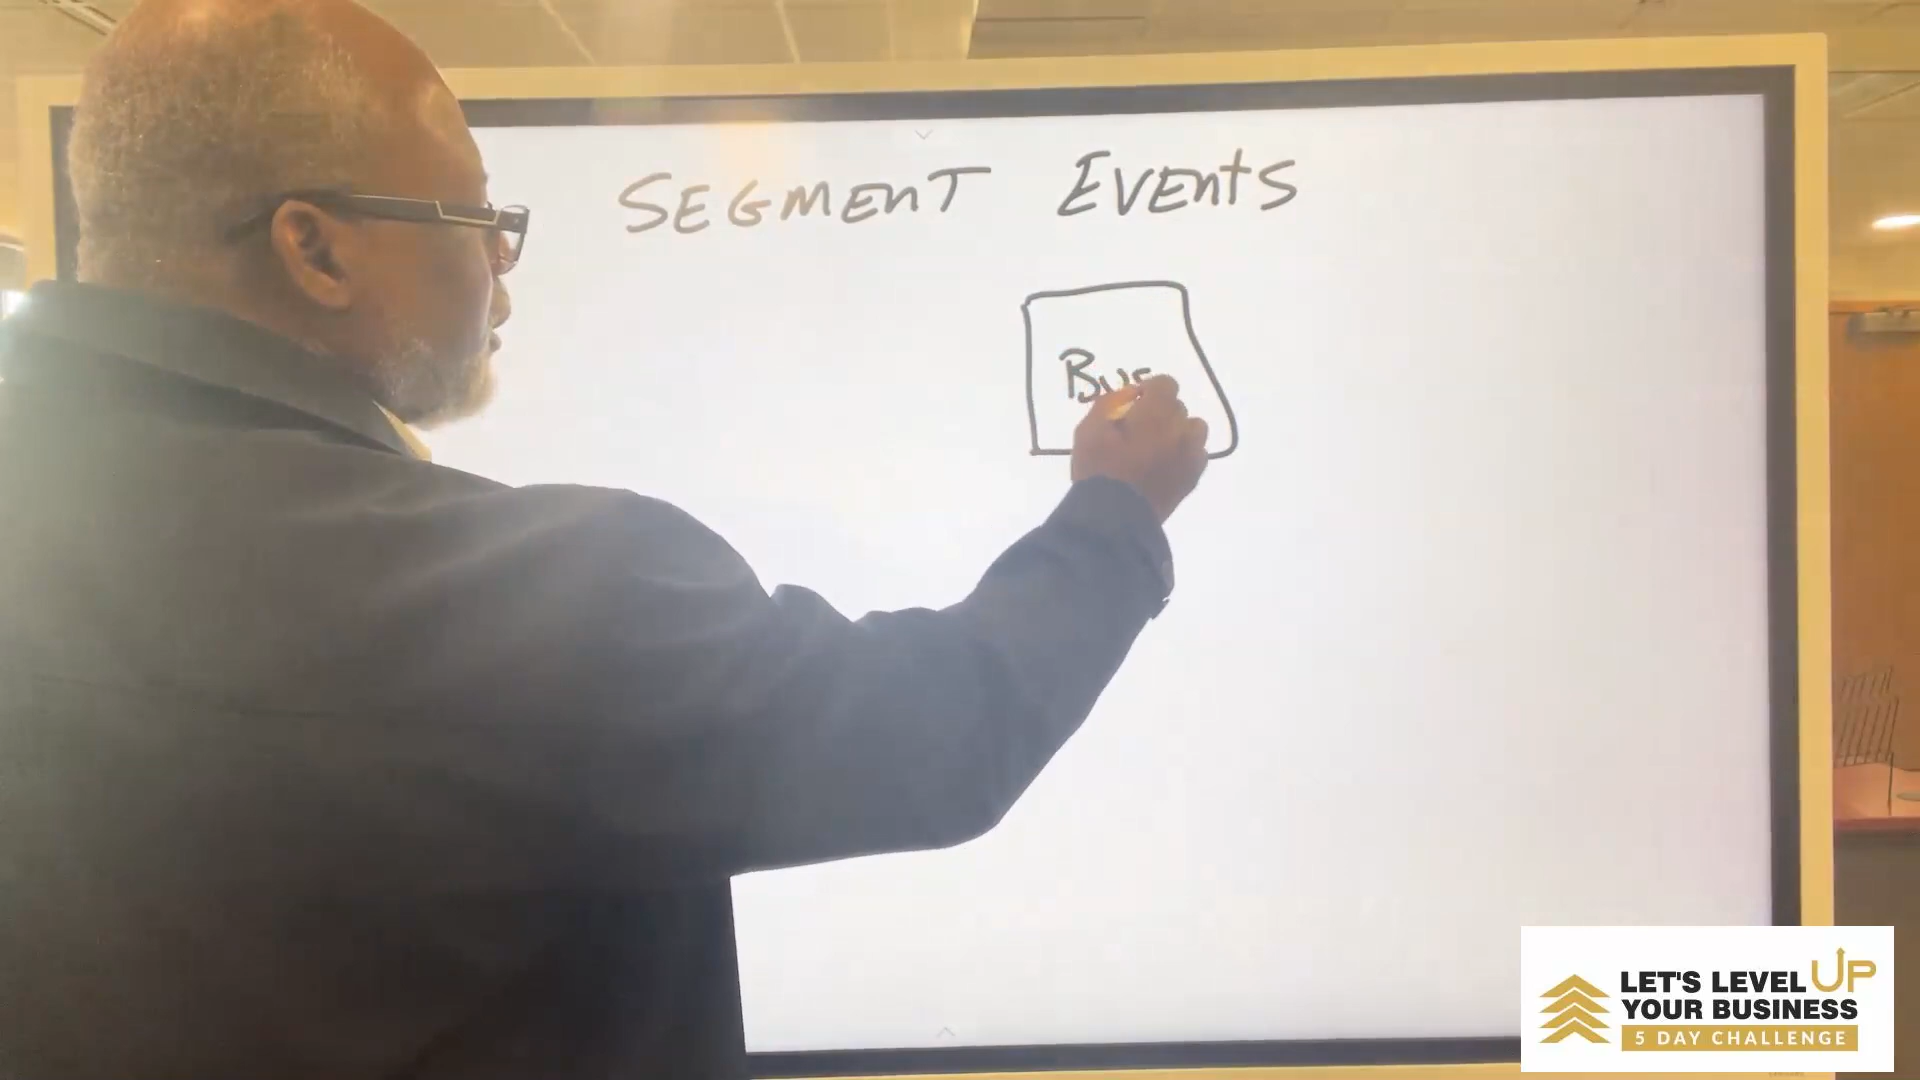 SEGMENT EVENTS
BUS
LET'S LEVEL UP
YOUR BUSINESS
5 DAY CHALLENGE